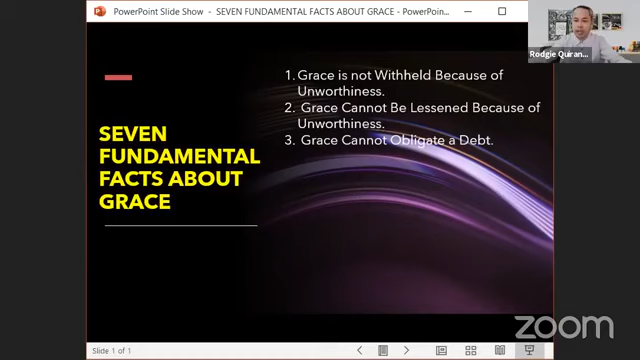 PowerPoint Slide Show - SEVEN FUNDAMENTAL FACTS ABOUT GRACE - PowerPoin...
Rodgie Quiran...
1. Grace is not Withheld Because of
Unworthiness.
2. Grace Cannot Be Lessened Because of
Unworthiness.
3. Grace Cannot Obligate a Debt.
SEVEN
FUNDAMENTAL
FACTS ABOUT
GRACE
zoom
Slide 1 of 1